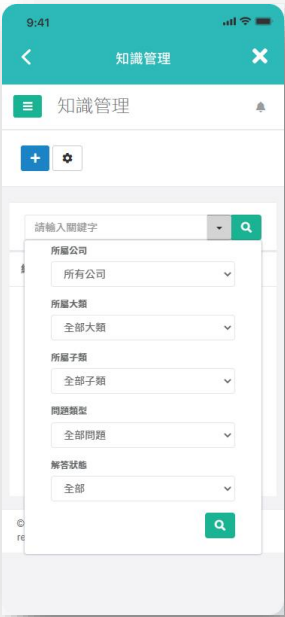 9:41
知識管理
知識管理
請輸入關鍵字
所屬公司
所有公司
所屬大類
全部大類
所屬子類
全部子類
問題類型
全部問題
解答狀態
全部
©
re